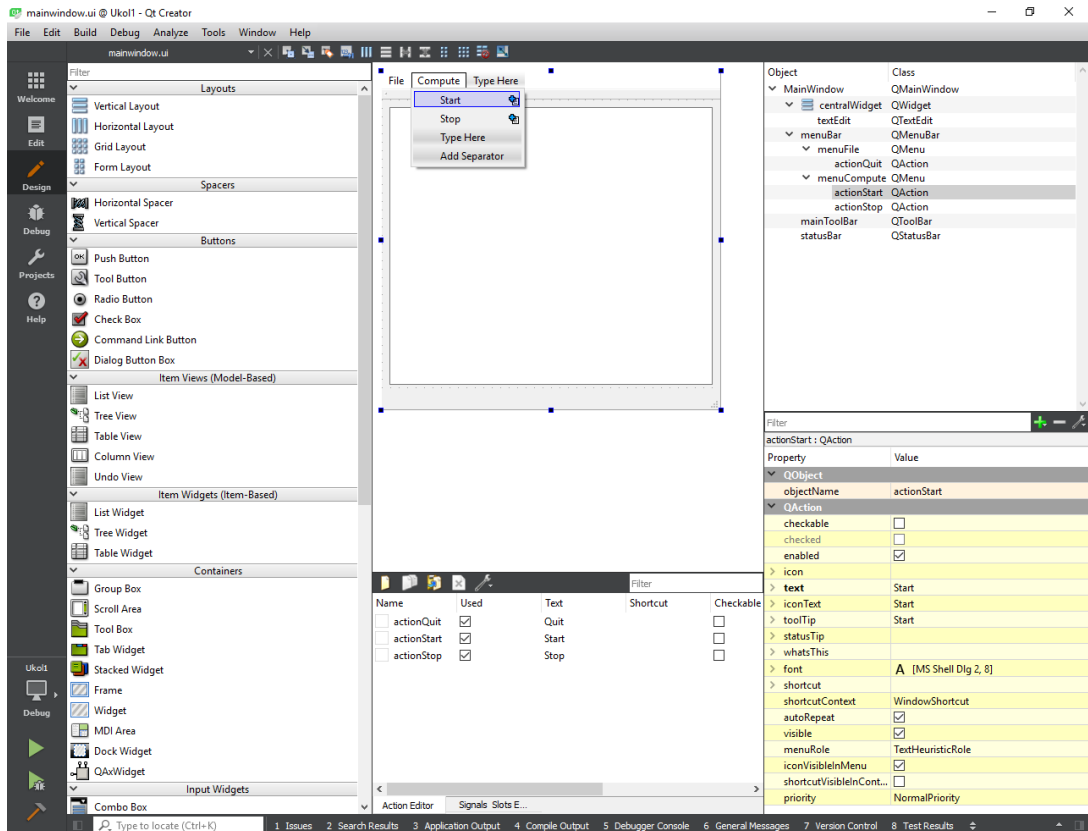 mainwindow.ui @ Ukol1 - Qt Creator
File Edit Build Debug Analyze Tools Window Help
mainwindow.ui
Welcome
Edit
Design
Debug
Projects
Help
Ukol1
Debug
Filter
Layouts
Vertical Layout
Horizontal Layout
Grid Layout
Form Layout
Spacers
Horizontal Spacer
Vertical Spacer
Buttons
OK Push Button
Tool Button
Radio Button
Check Box
Command Link Button
Dialog Button Box
Item Views (Model-Based)
List View
Tree View
Table View
Column View
Undo View
Item Widgets (Item-Based)
List Widget
Tree Widget
Table Widget
Containers
Group Box
Scroll Area
Tool Box
Tab Widget
Stacked Widget
Frame
Widget
MDI Area
Dock Widget
QAxWidget
Input Widgets
Combo Box
File Compute Type Here
Start
Stop
Type Here
Add Separator
Filter
Name Used Text Shortcut Checkable
actionQuit Quit
actionStart Start
actionStop Stop
Action Editor Signals Slots E...
Object Class
MainWindow QMainWindow
centralWidget QWidget
textEdit QTextEdit
menuBar QMenuBar
menuFile QMenu
actionQuit QAction
menuCompute QMenu
actionStart QAction
actionStop QAction
mainToolBar QToolBar
statusBar QStatusBar
Filter
actionStart : QAction
Property Value
QObject
objectName actionStart
QAction
checkable
checked
enabled
icon
text Start
iconText Start
toolTip Start
statusTip
whatsThis
font A [MS Shell Dlg 2, 8]
shortcut
shortcutContext WindowShortcut
autoRepeat
visible
menuRole TextHeuristicRole
iconVisibleInMenu
shortcutVisibleInCont...
priority NormalPriority
Type to locate (Ctrl+K) 1 Issues 2 Search Results 3 Application Output 4 Compile Output 5 Debugger Console 6 General Messages 7 Version Control 8 Test Results